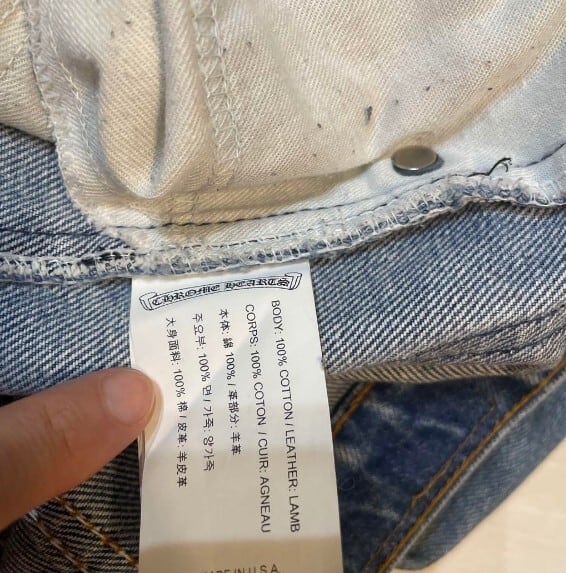 CHROME HEARTS
BODY: 100% COTTON / LEATHER: LAMB
CORPS: 100% COTON / CUIR: AGNEAU
本体: 綿 100% / 革部分: 羊革
주요부: 100% 면 / 가죽: 양가죽
大身面料: 100% 棉 / 皮革: 羊皮革
MADE IN U.S.A